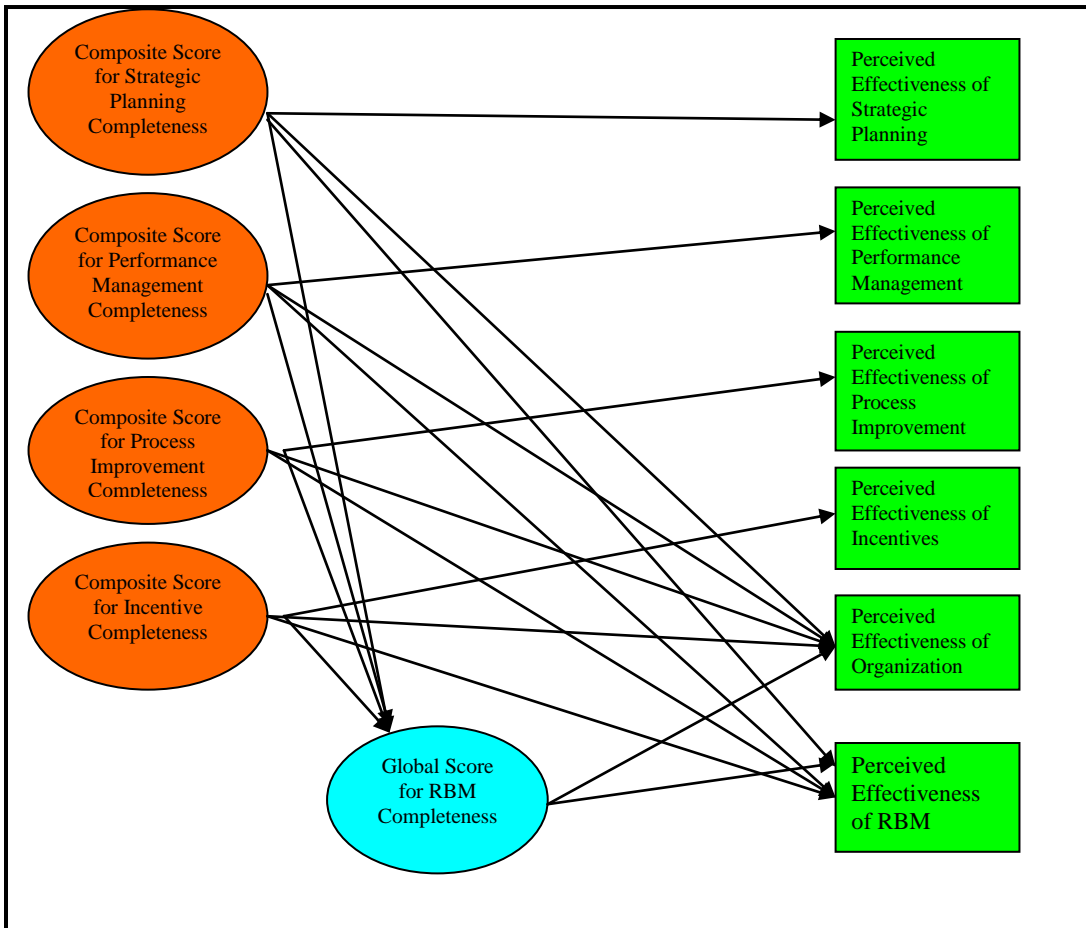 Composite Score
for Strategic
Planning
Completeness
Composite Score
for Performance
Management
Completeness
Composite Score
for Process
Improvement
Completeness
Composite Score
for Incentive
Completeness
Global Score
for RBM
Completeness
Perceived
Effectiveness of
Strategic
Planning
Perceived
Effectiveness of
Performance
Management
Perceived
Effectiveness of
Process
Improvement
Perceived
Effectiveness of
Incentives
Perceived
Effectiveness of
Organization
Perceived
Effectiveness
of RBM